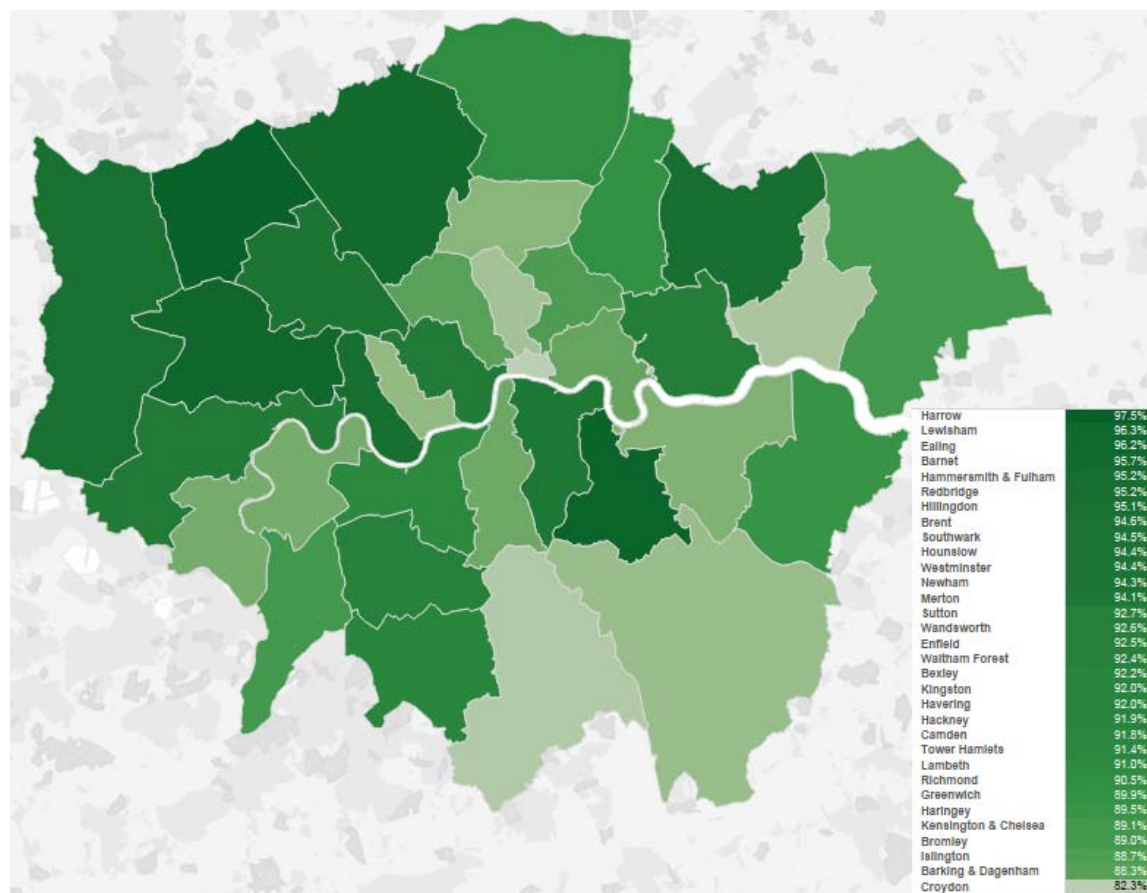 Harrow 97.5%
Lewisham 96.3%
Ealing 96.2%
Barnet 95.7%
Hammersmith & Fulham 95.2%
Redbridge 95.2%
Hillingdon 95.1%
Brent 94.6%
Southwark 94.5%
Hounslow 94.4%
Westminster 94.4%
Newham 94.3%
Merton 94.1%
Sutton 92.7%
Wandsworth 92.6%
Enfield 92.5%
Waltham Forest 92.4%
Bexley 92.2%
Kingston 92.0%
Havering 92.0%
Hackney 91.9%
Camden 91.8%
Tower Hamlets 91.4%
Lambeth 91.0%
Richmond 90.5%
Greenwich 89.9%
Haringey 89.5%
Kensington & Chelsea 89.1%
Bromley 89.0%
Islington 88.7%
Barking & Dagenham 88.3%
Croydon 82.3%